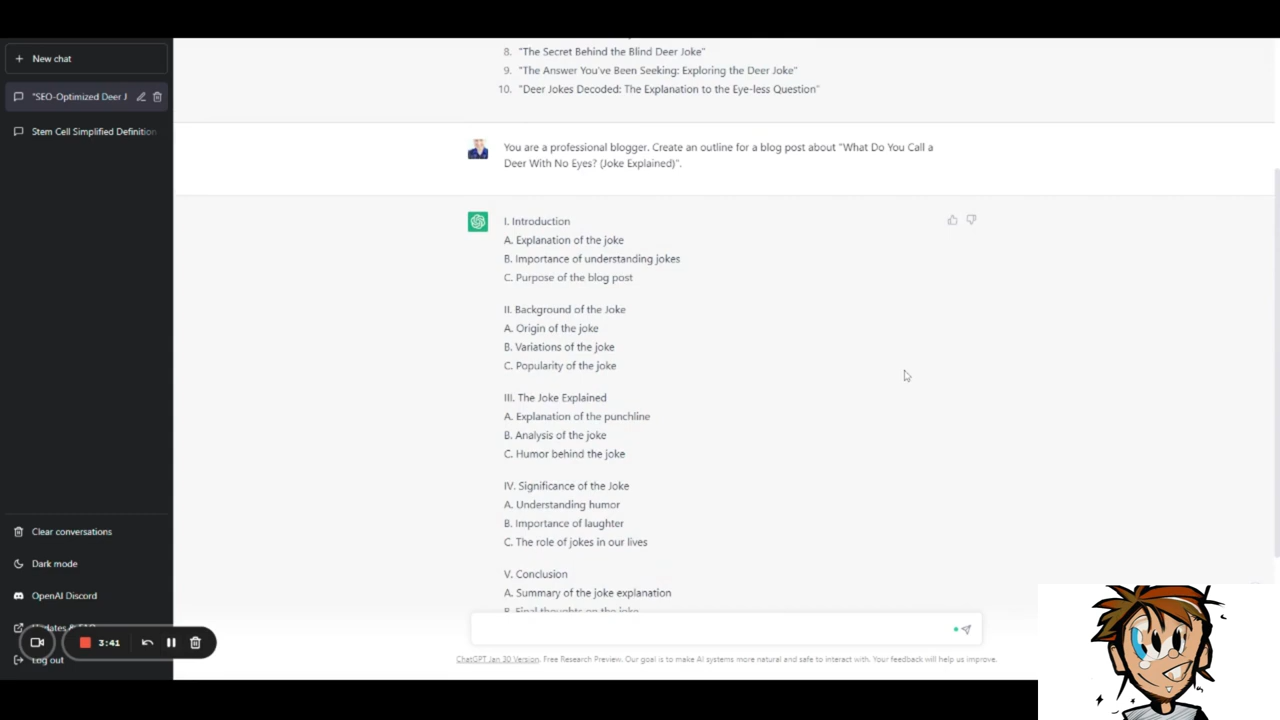 New chat
"SEO-Optimized Deer J
Stem Cell Simplified Definition
8. "The Secret Behind the Blind Deer Joke"
9. "The Answer You've Been Seeking: Exploring the Deer Joke"
10. "Deer Jokes Decoded: The Explanation to the Eye-less Question"
You are a professional blogger. Create an outline for a blog post about "What Do You Call a
Deer With No Eyes? (Joke Explained)".
I. Introduction
A. Explanation of the joke
B. Importance of understanding jokes
C. Purpose of the blog post
II. Background of the Joke
A. Origin of the joke
B. Variations of the joke
C. Popularity of the joke
III. The Joke Explained
A. Explanation of the punchline
B. Analysis of the joke
C. Humor behind the joke
IV. Significance of the Joke
A. Understanding humor
B. Importance of laughter
C. The role of jokes in our lives
V. Conclusion
A. Summary of the joke explanation
B. Final thoughts on the joke
Clear conversations
Dark mode
OpenAI Discord
3:41
Log out
ChatGPT Jan 30 Version. Free Research Preview. Our goal is to make AI systems more natural and safe to interact with. Your feedback will help us improve.